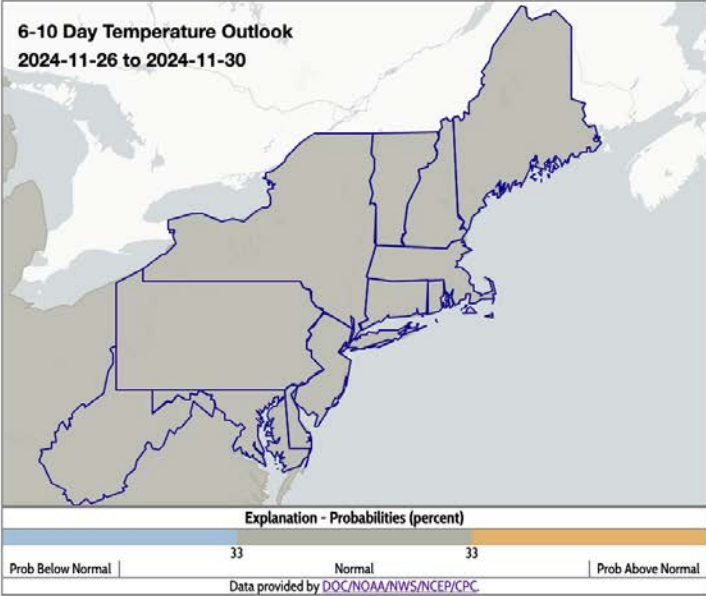 6-10 Day Temperature Outlook
2024-11-26 to 2024-11-30
Explanation - Probabilities (percent)
33 33
Prob Below Normal Normal Prob Above Normal
Data provided by DOC/NOAA/NWS/NCEP/CPC.